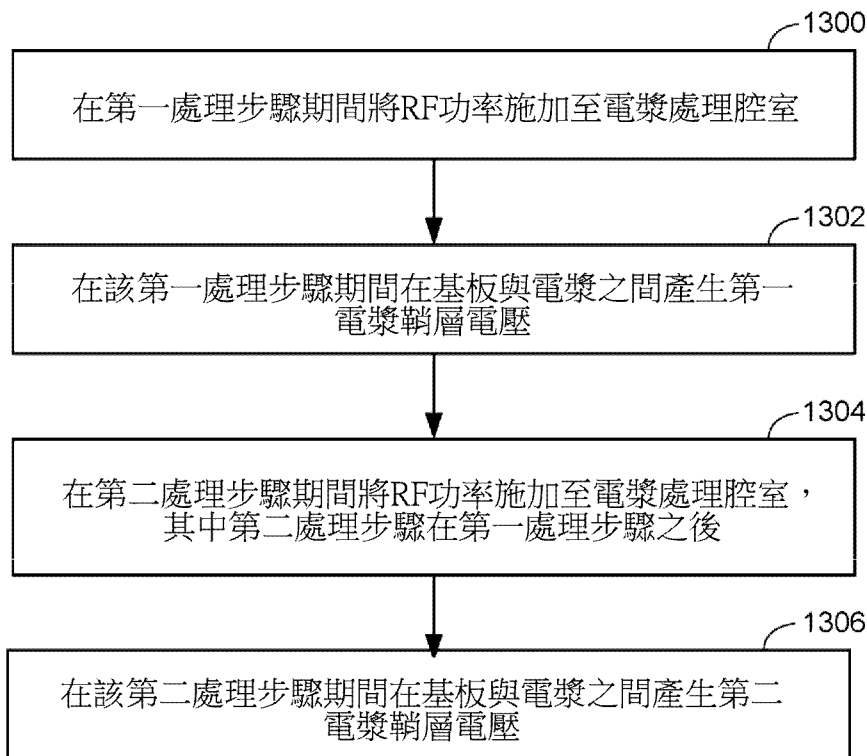 1300
在第一處理步驟期間將RF功率施加至電漿處理腔室
1302
在該第一處理步驟期間在基板與電漿之間產生第一
電漿鞘層電壓
1304
在第二處理步驟期間將RF功率施加至電漿處理腔室，
其中第二處理步驟在第一處理步驟之後
1306
在該第二處理步驟期間在基板與電漿之間產生第二
電漿鞘層電壓